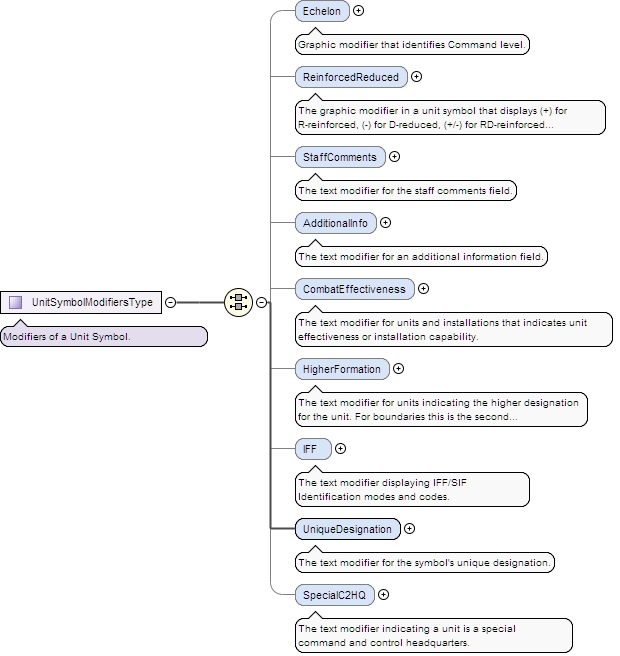 Echelon
Graphic modifier that identifies Command level.
ReinforcedReduced
The graphic modifier in a unit symbol that displays (+) for
R-reinforced, (-) for D-reduced, (+/-) for RD-reinforced...
StaffComments
The text modifier for the staff comments field.
AdditionalInfo
The text modifier for an additional information field.
CombatEffectiveness
UnitSymbolModifiersType
The text modifier for units and installations that indicates unit
effectiveness or installation capability.
Modifiers of a Unit Symbol.
HigherFormation
The text modifier for units indicating the higher designation
for the unit. For boundaries this is the second...
IFF
The text modifier displaying IFF/SIF
Identification modes and codes.
UniqueDesignation
The text modifier for the symbol's unique designation.
SpecialC2HQ
The text modifier indicating a unit is a special
command and control headquarters.